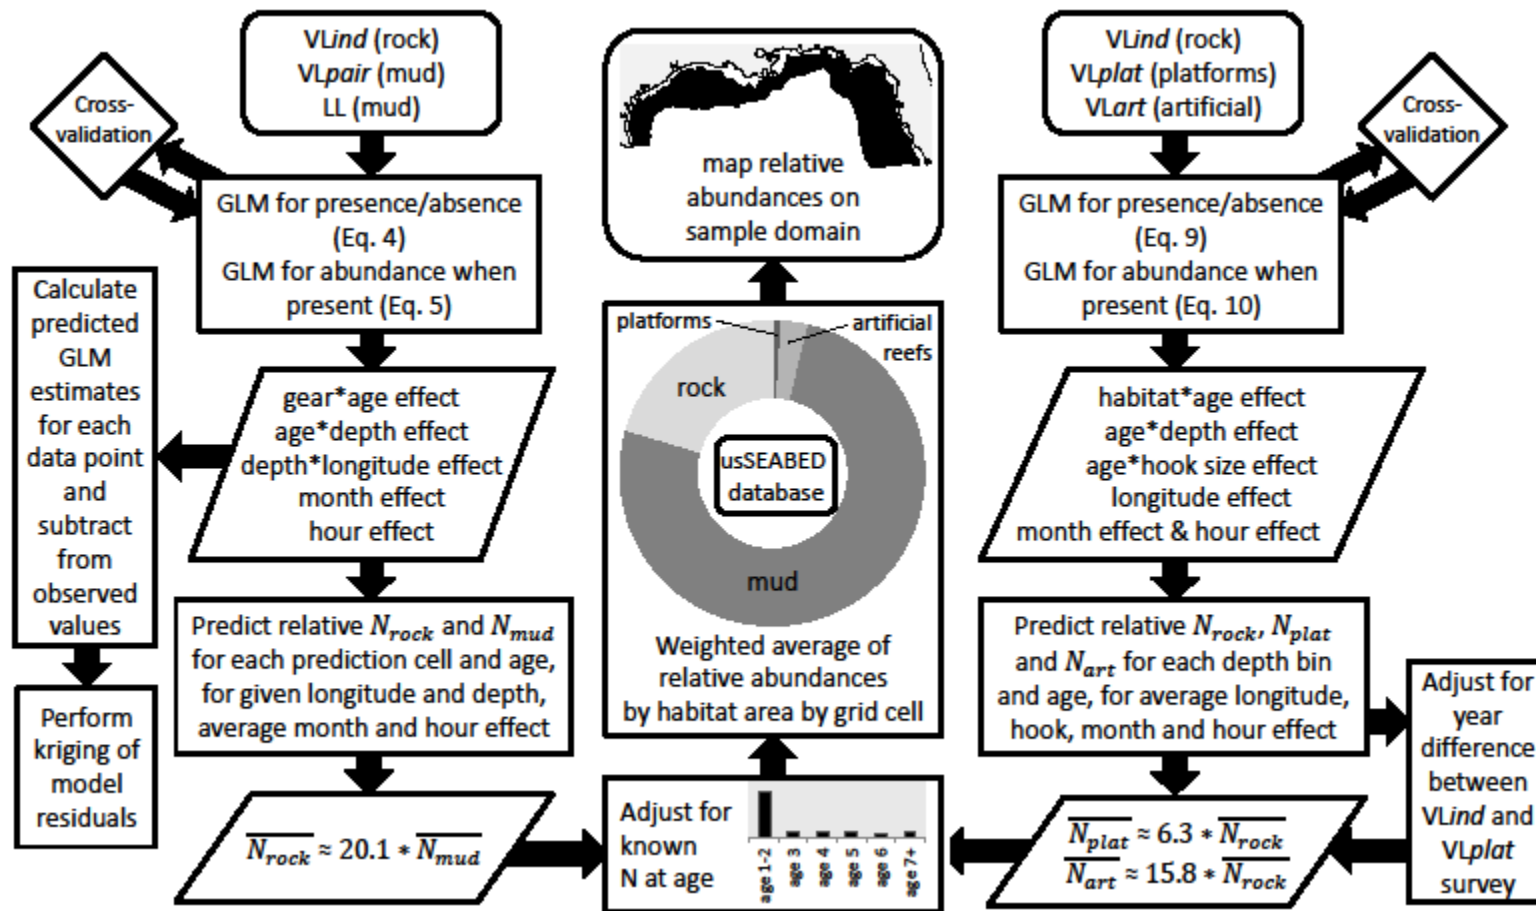 VLind (rock)
VLpair (mud)
LL (mud)
Cross-
validation
GLM for presence/absence
(Eq. 4)
GLM for abundance when
present (Eq. 5)
Calculate
predicted
GLM
estimates
for each
data point
and
subtract
from
observed
values
Perform
kriging of
model
residuals
gear*age effect
age*depth effect
depth*longitude effect
month effect
hour effect
Predict relative N_rock and N_mud
for each prediction cell and age,
for given longitude and depth,
average month and hour effect
N_rock ≈ 20.1 * N_mud
map relative
abundances on
sample domain
platforms
artificial
reefs
rock
usSEABED
database
mud
Weighted average of
relative abundances
by habitat area by grid cell
Adjust for
known
N at age
age 1-2
age 3
age 4
age 5
age 6
age 7+
VLind (rock)
VLplat (platforms)
VLart (artificial)
Cross-
validation
GLM for presence/absence
(Eq. 9)
GLM for abundance when
present (Eq. 10)
habitat*age effect
age*depth effect
age*hook size effect
longitude effect
month effect & hour effect
Predict relative N_rock, N_plat
and N_art for each depth bin
and age, for average longitude,
hook, month and hour effect
Adjust for
year
difference
between
VLind and
VLplat
survey
N_plat ≈ 6.3 * N_rock
N_art ≈ 15.8 * N_rock